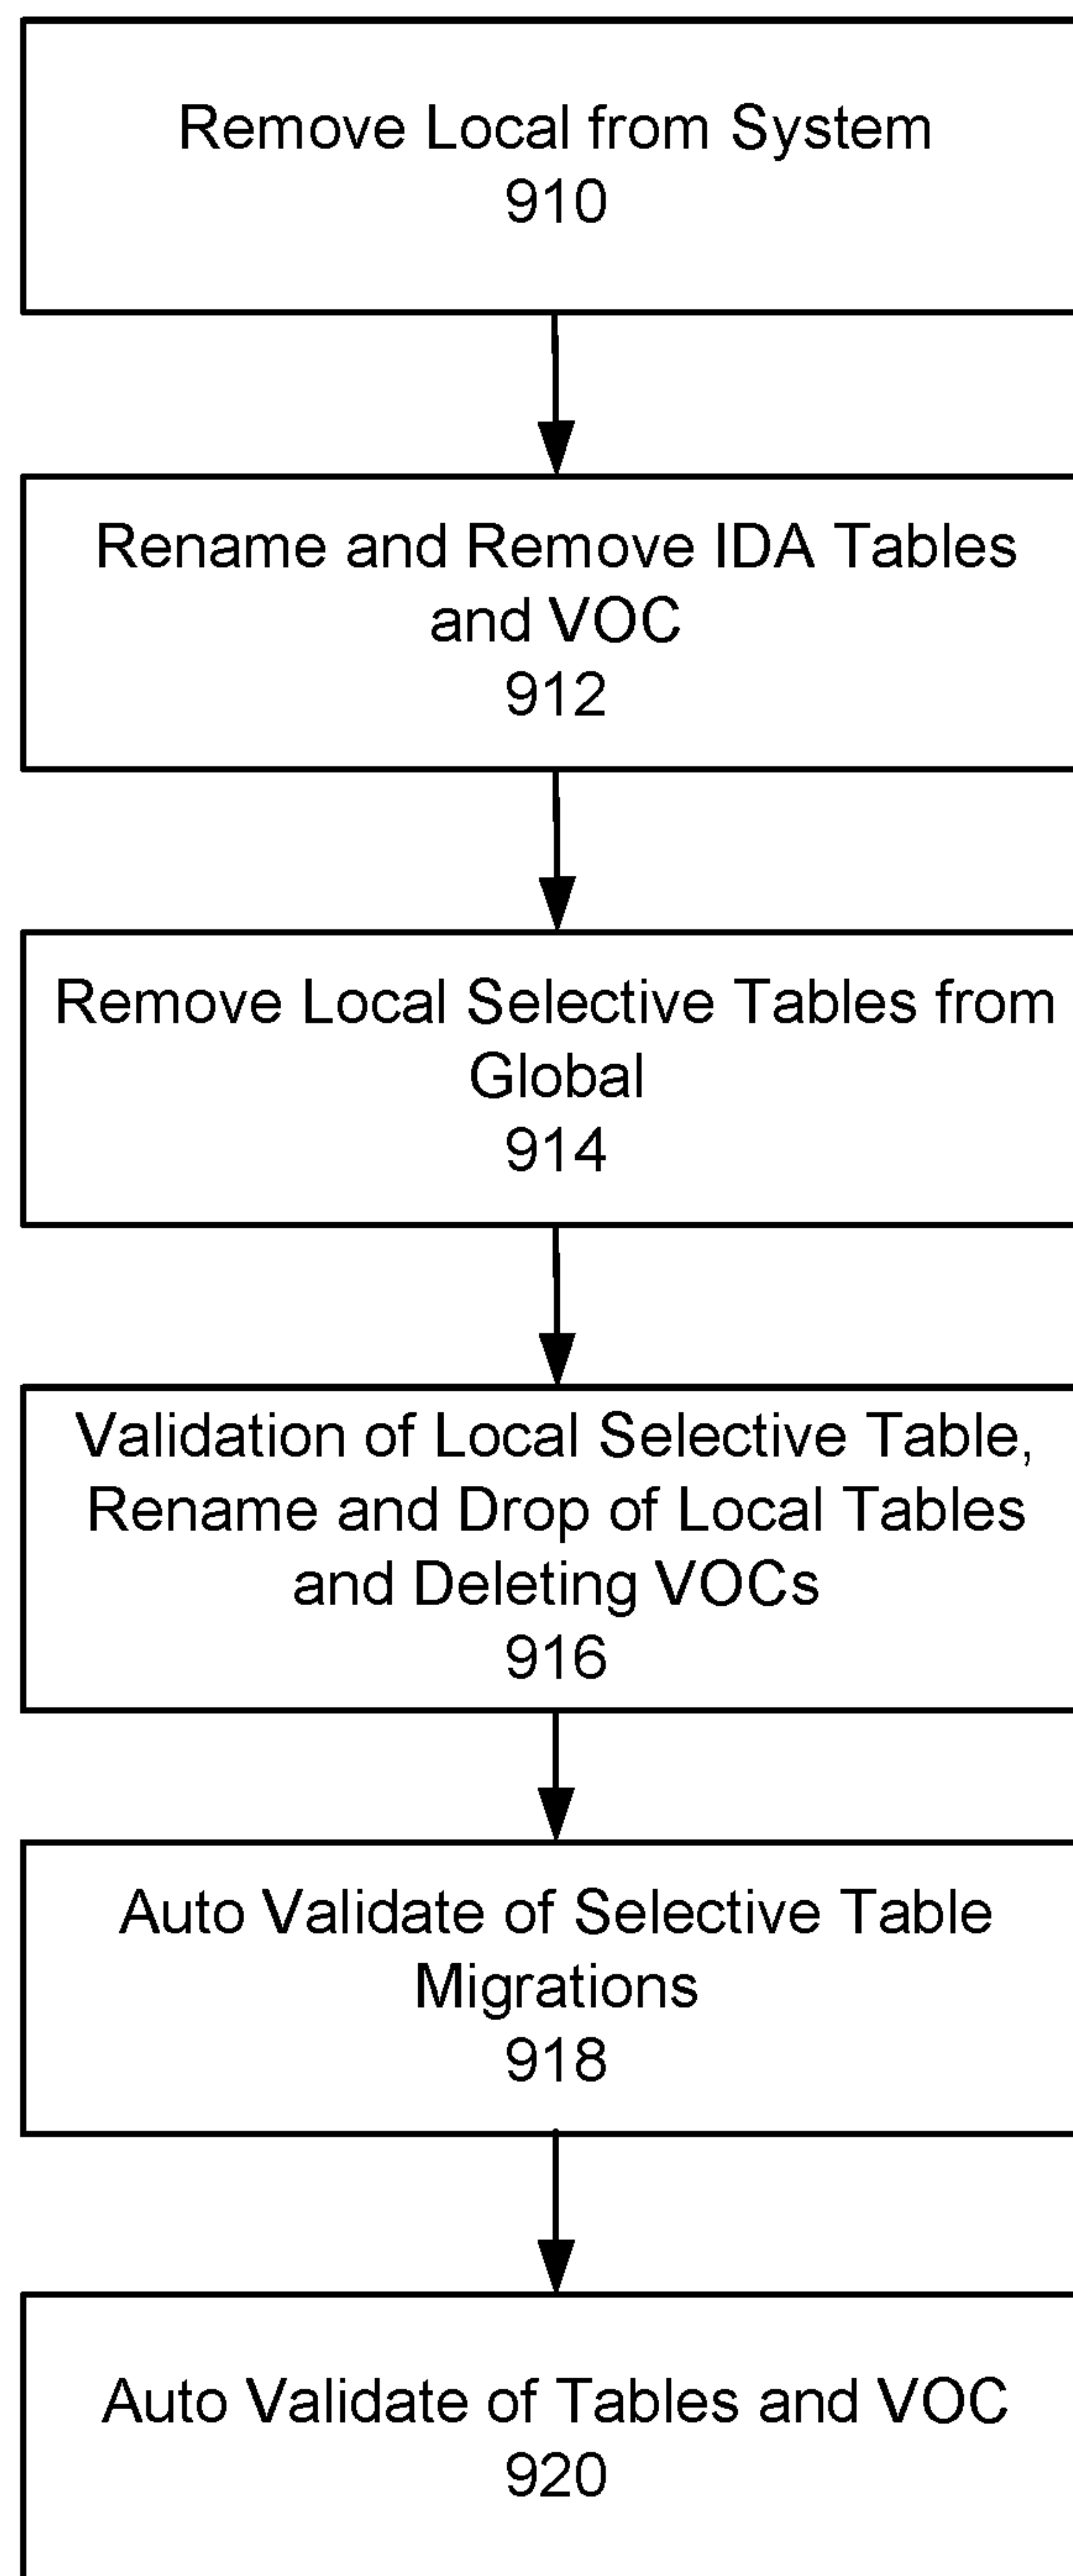 Remove Local from System
910
Rename and Remove IDA Tables
and VOC
912
Remove Local Selective Tables from
Global
914
Validation of Local Selective Table,
Rename and Drop of Local Tables
and Deleting VOCs
916
Auto Validate of Selective Table
Migrations
918
Auto Validate of Tables and VOC
920